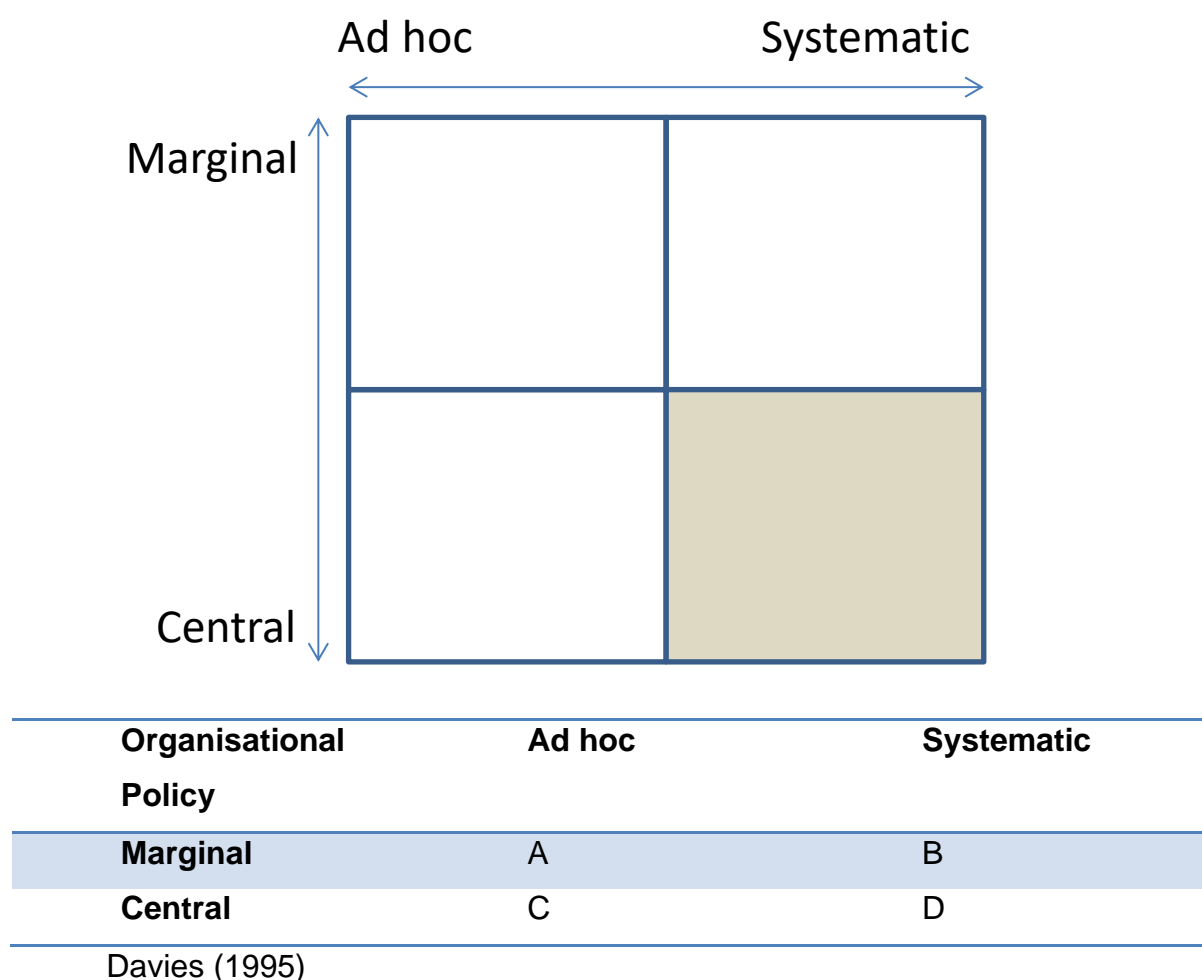 Ad hoc Systematic
Marginal
Central
Organisational Ad hoc Systematic
Policy
Marginal A B
Central C D
Davies (1995)